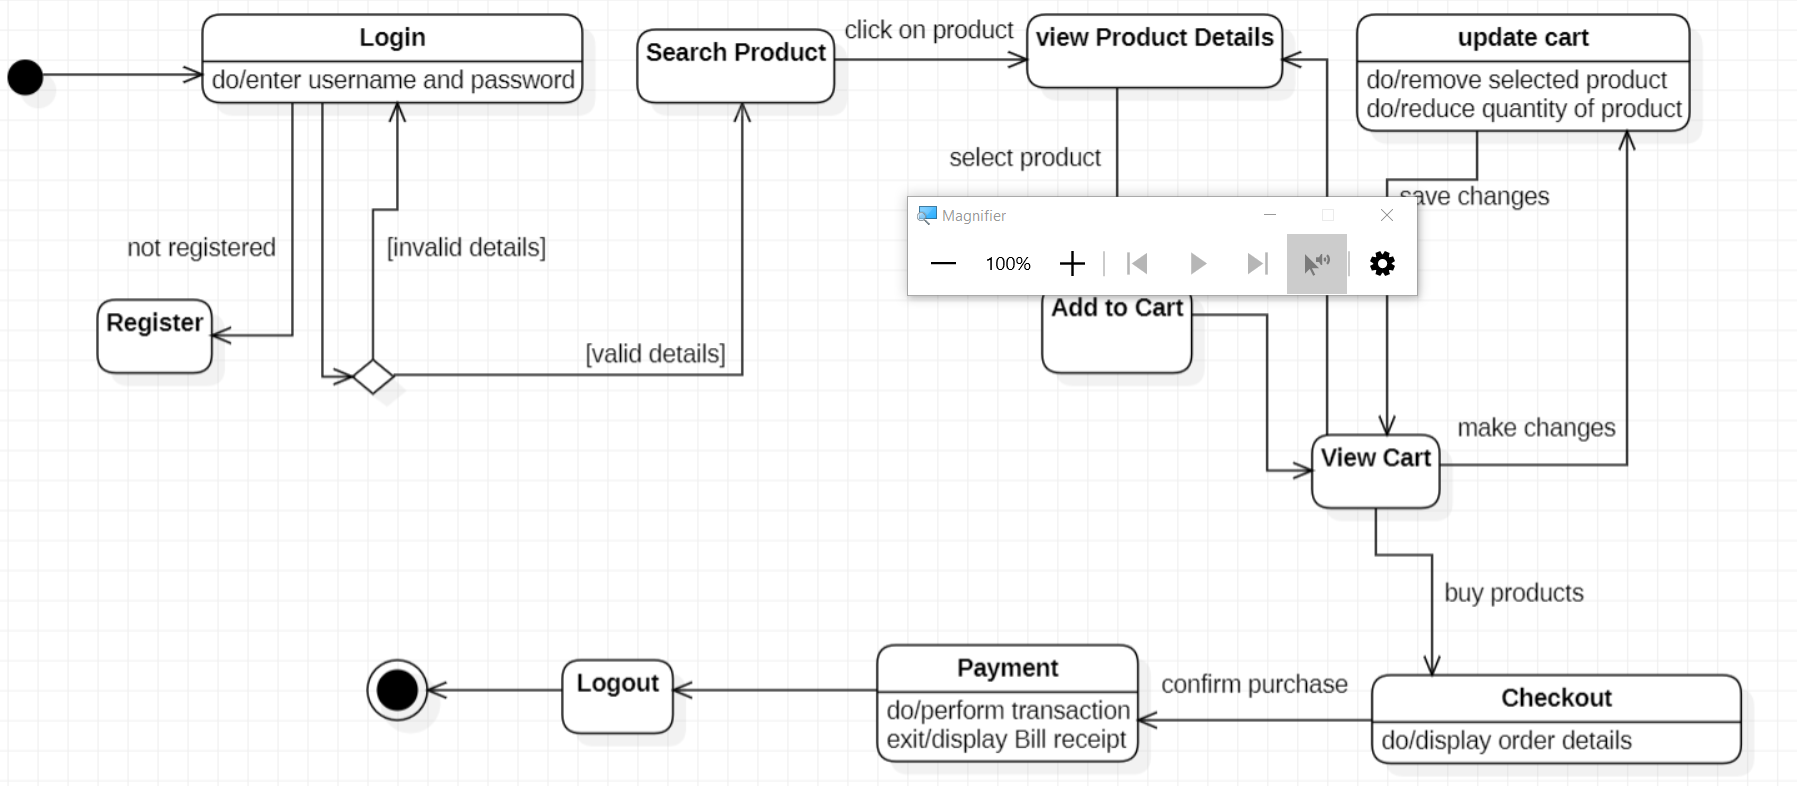 Login
do/enter username and password
Search Product
click on product
view Product Details
update cart
do/remove selected product
do/reduce quantity of product
select product
save changes
Magnifier
100%
not registered
[invalid details]
Register
[valid details]
Add to Cart
make changes
View Cart
buy products
Logout
Payment
do/perform transaction
exit/display Bill receipt
confirm purchase
Checkout
do/display order details